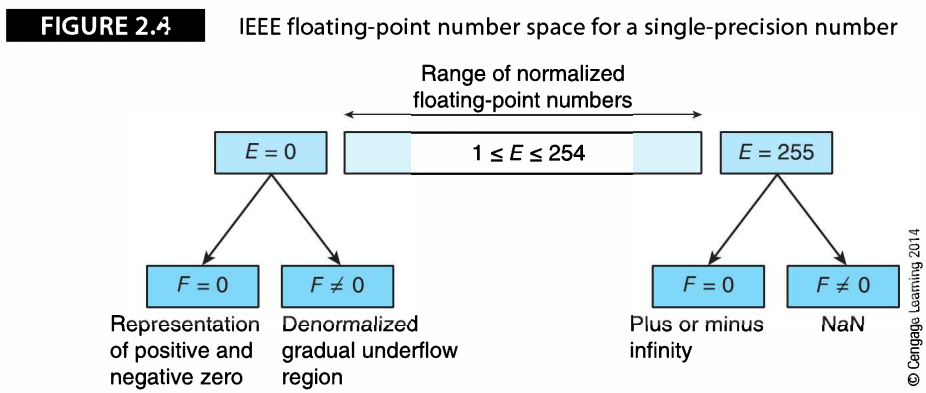 FIGURE 2.4 IEEE floating-point number space for a single-precision number
Range of normalized
floating-point numbers
E = 0
1 ≤ E ≤ 254
E = 255
F = 0
F ≠ 0
F = 0
F ≠ 0
Representation
of positive and
negative zero
Denormalized
gradual underflow
region
Plus or minus
infinity
NaN
© Cengage Learning 2014